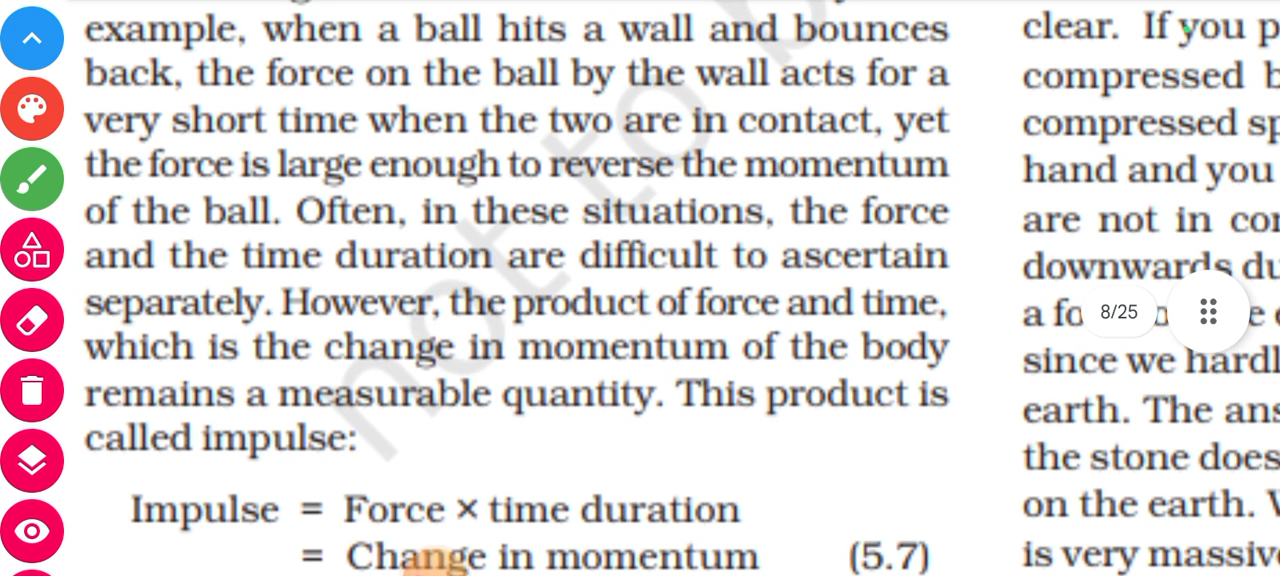 example, when a ball hits a wall and bounces
back, the force on the ball by the wall acts for a
very short time when the two are in contact, yet
the force is large enough to reverse the momentum
of the ball. Often, in these situations, the force
and the time duration are difficult to ascertain
separately. However, the product of force and time,
which is the change in momentum of the body
remains a measurable quantity. This product is
called impulse:
Impulse = Force × time duration
= Change in momentum (5.7)
clear. If you
compressed
compressed
hand and you
are not in
downwards
a
since we
earth. The
the stone does
on the earth.
is very
8/25
not to